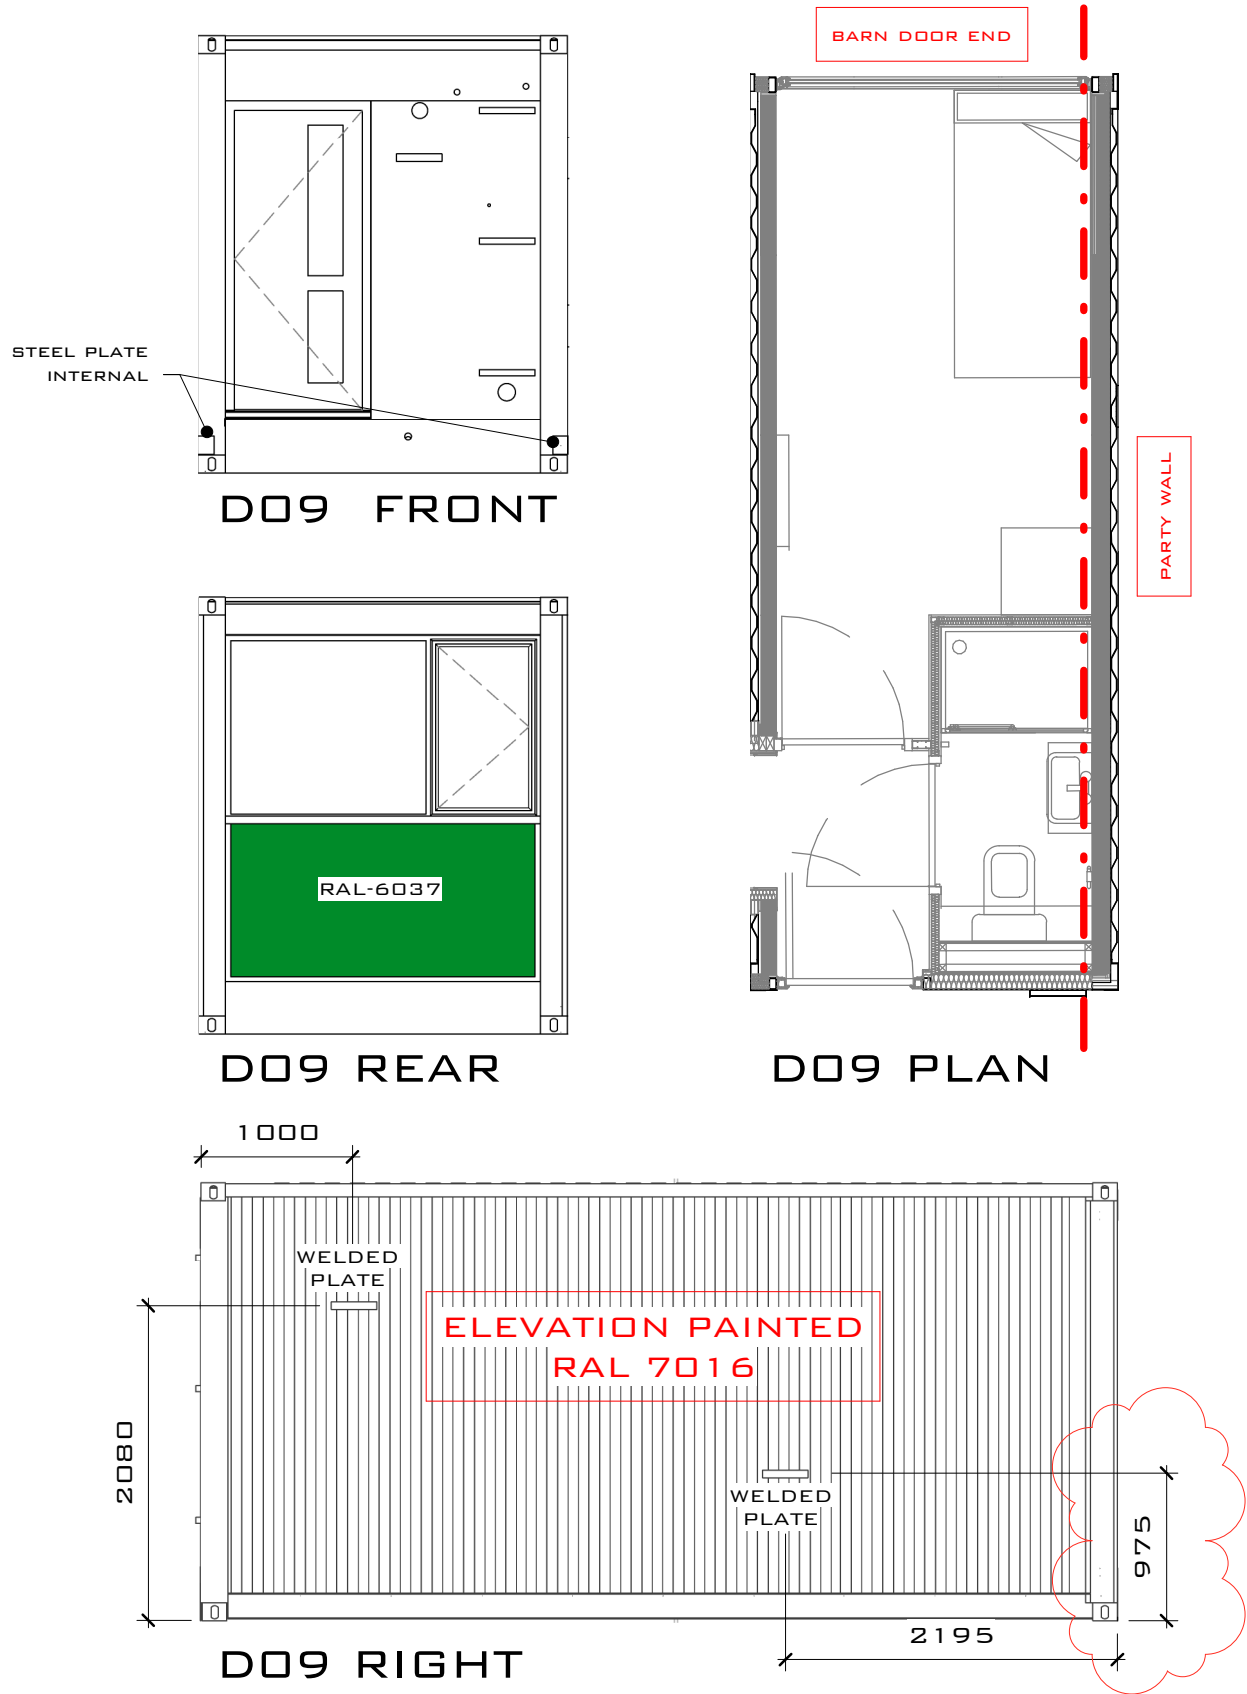 BARN DOOR END
STEEL PLATE
INTERNAL
D09 FRONT
PARTY WALL
RAL-6037
D09 REAR
D09 PLAN
1000
WELDED
PLATE
ELEVATION PAINTED
RAL 7016
2080
WELDED
PLATE
975
2195
D09 RIGHT